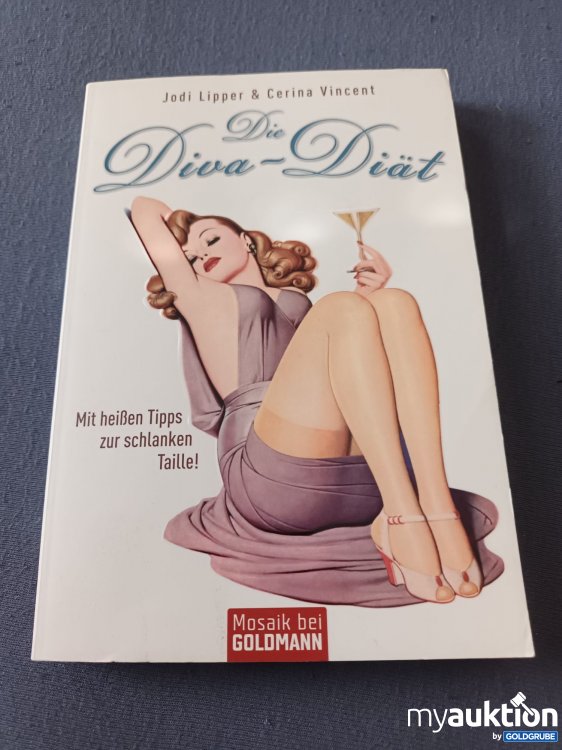 Jodi Lipper & Cerina Vincent
Die
Diva-Diät
Mit heißen Tipps
zur schlanken
Taille!
Mosaik bei
GOLDMANN
myauktion
by GOLDGRUBE